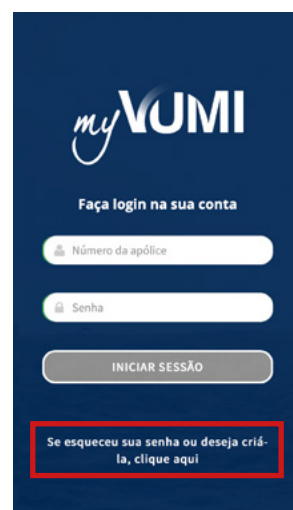 myVUMI
Faça login na sua conta
Número da apólice
Senha
INICIAR SESSÃO
Se esqueceu sua senha ou deseja criá-
la, clique aqui